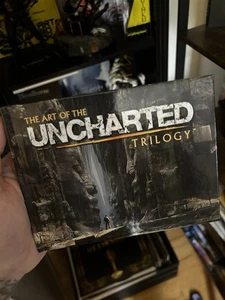 THE ART OF THE
UNCHARTED
TRILOGY